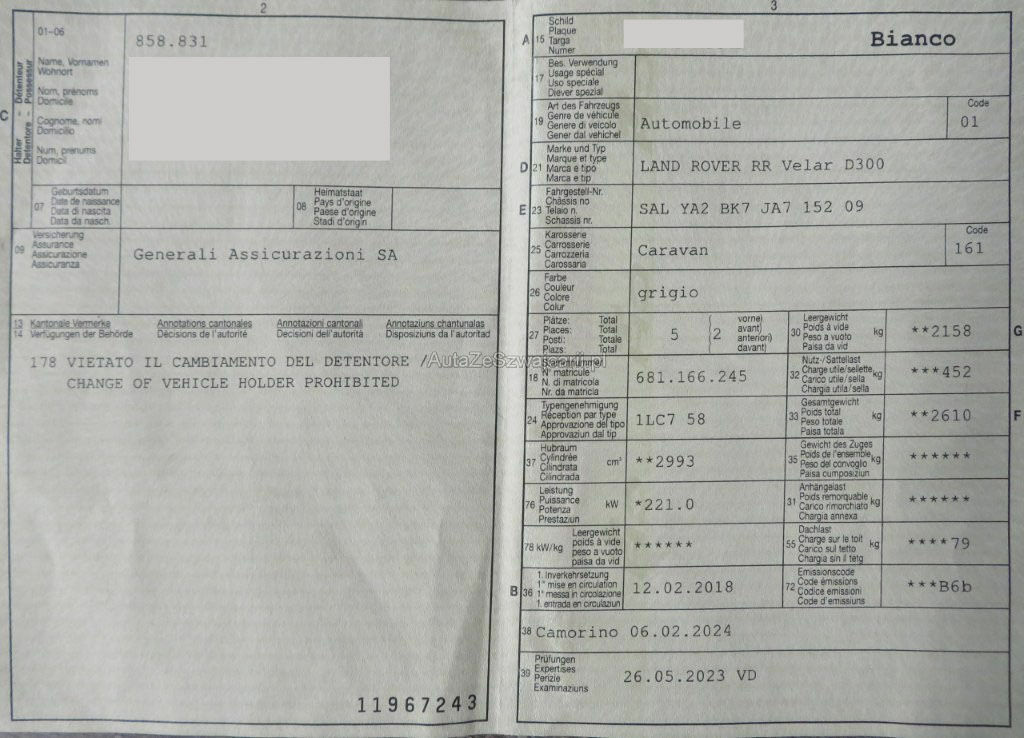 2
01-06
858.831
Halter - Détenteur
Detentore - Possessur
Name, Vornamen
Wohnort
Nom, prénoms
Domicile
Cognome, nomi
Domicilio
Num, prenums
Domicil
C
07
Geburtsdatum
Date de naissance
Data di nascita
Data da nasch.
08
Heimatstaat
Pays d'origine
Paese d'origine
Stadi d'origin
09
Versicherung
Assurance
Assicurazione
Assicuranza
Generali Assicurazioni SA
13 Kantonale Vermerke Annotations cantonales Annotazioni cantonali Annotaziuns chantunalas
14 Verfügungen der Behörde Décisions de l'autorité Decisioni dell'autorità Disposiziuns da l'autoritad
178 VIETATO IL CAMBIAMENTO DEL DETENTORE /
CHANGE OF VEHICLE HOLDER PROHIBITED
11967243
3
A 15
Schild
Plaque
Targa
Numer
Bianco
17
Bes. Verwendung
Usage spécial
Uso speciale
Diever spezial
19
Art des Fahrzeugs
Genre de véhicule
Genere di veicolo
Gener dal vehichel
Automobile
Code
01
D 21
Marke und Typ
Marque et type
Marca e tipo
Marca e tip
LAND ROVER RR Velar D300
E 23
Fahrgestell-Nr.
Châssis no
Telaio n.
Schassis nr.
SAL YA2 BK7 JA7 152 09
25
Karosserie
Carrosserie
Carrozzeria
Carossaria
Caravan
Code
161
26
Farbe
Couleur
Colore
Colur
grigio
27
Plätze: Total
Places: Total
Posti: Totale
Plazs: Total
5
(2
vorne)
avant)
anteriori)
davant)
30
Leergewicht
Poids à vide
Peso a vuoto
Paisa da vid
kg
**2158
G
18
N° matricule
N. di matricola
Nr. da matricla
681.166.245
32
Nutz-/Sattellast
Charge utile/sellette
Carico utile/sella
Chargia utila/sella
kg
***452
24
Typengenehmigung
Réception par type
Approvazione del tipo
Approvaziun dal tip
1LC7 58
33
Gesamtgewicht
Poids total
Peso totale
Paisa totala
kg
**2610
F
37
Hubraum
Cylindrée
Cilindrata
Cilindrada
cm³
**2993
35
Gewicht des Zuges
Poids de l'ensemble
Peso del convoglio
Paisa cumposiziun
kg
******
76
Leistung
Puissance
Potenza
Prestaziun
kW
*221.0
31
Anhängelast
Poids remorquable
Carico rimorchiato
Chargia annexa
kg
******
78 kW/kg
Leergewicht
poids à vide
peso a vuoto
paisa da vid
******
55
Dachlast
Charge sur le toit
Carico sul tetto
Chargia sin il tetg
kg
****79
B 36
1. Inverkehrsetzung
1re mise en circulation
1a messa in circolazione
1. entrada en circulaziun
12.02.2018
72
Emissionscode
Code émissions
Codice emissioni
Code d'emissiuns
***B6b
38 Camorino 06.02.2024
39
Prüfungen
Expertises
Perizie
Examinaziuns
26.05.2023 VD